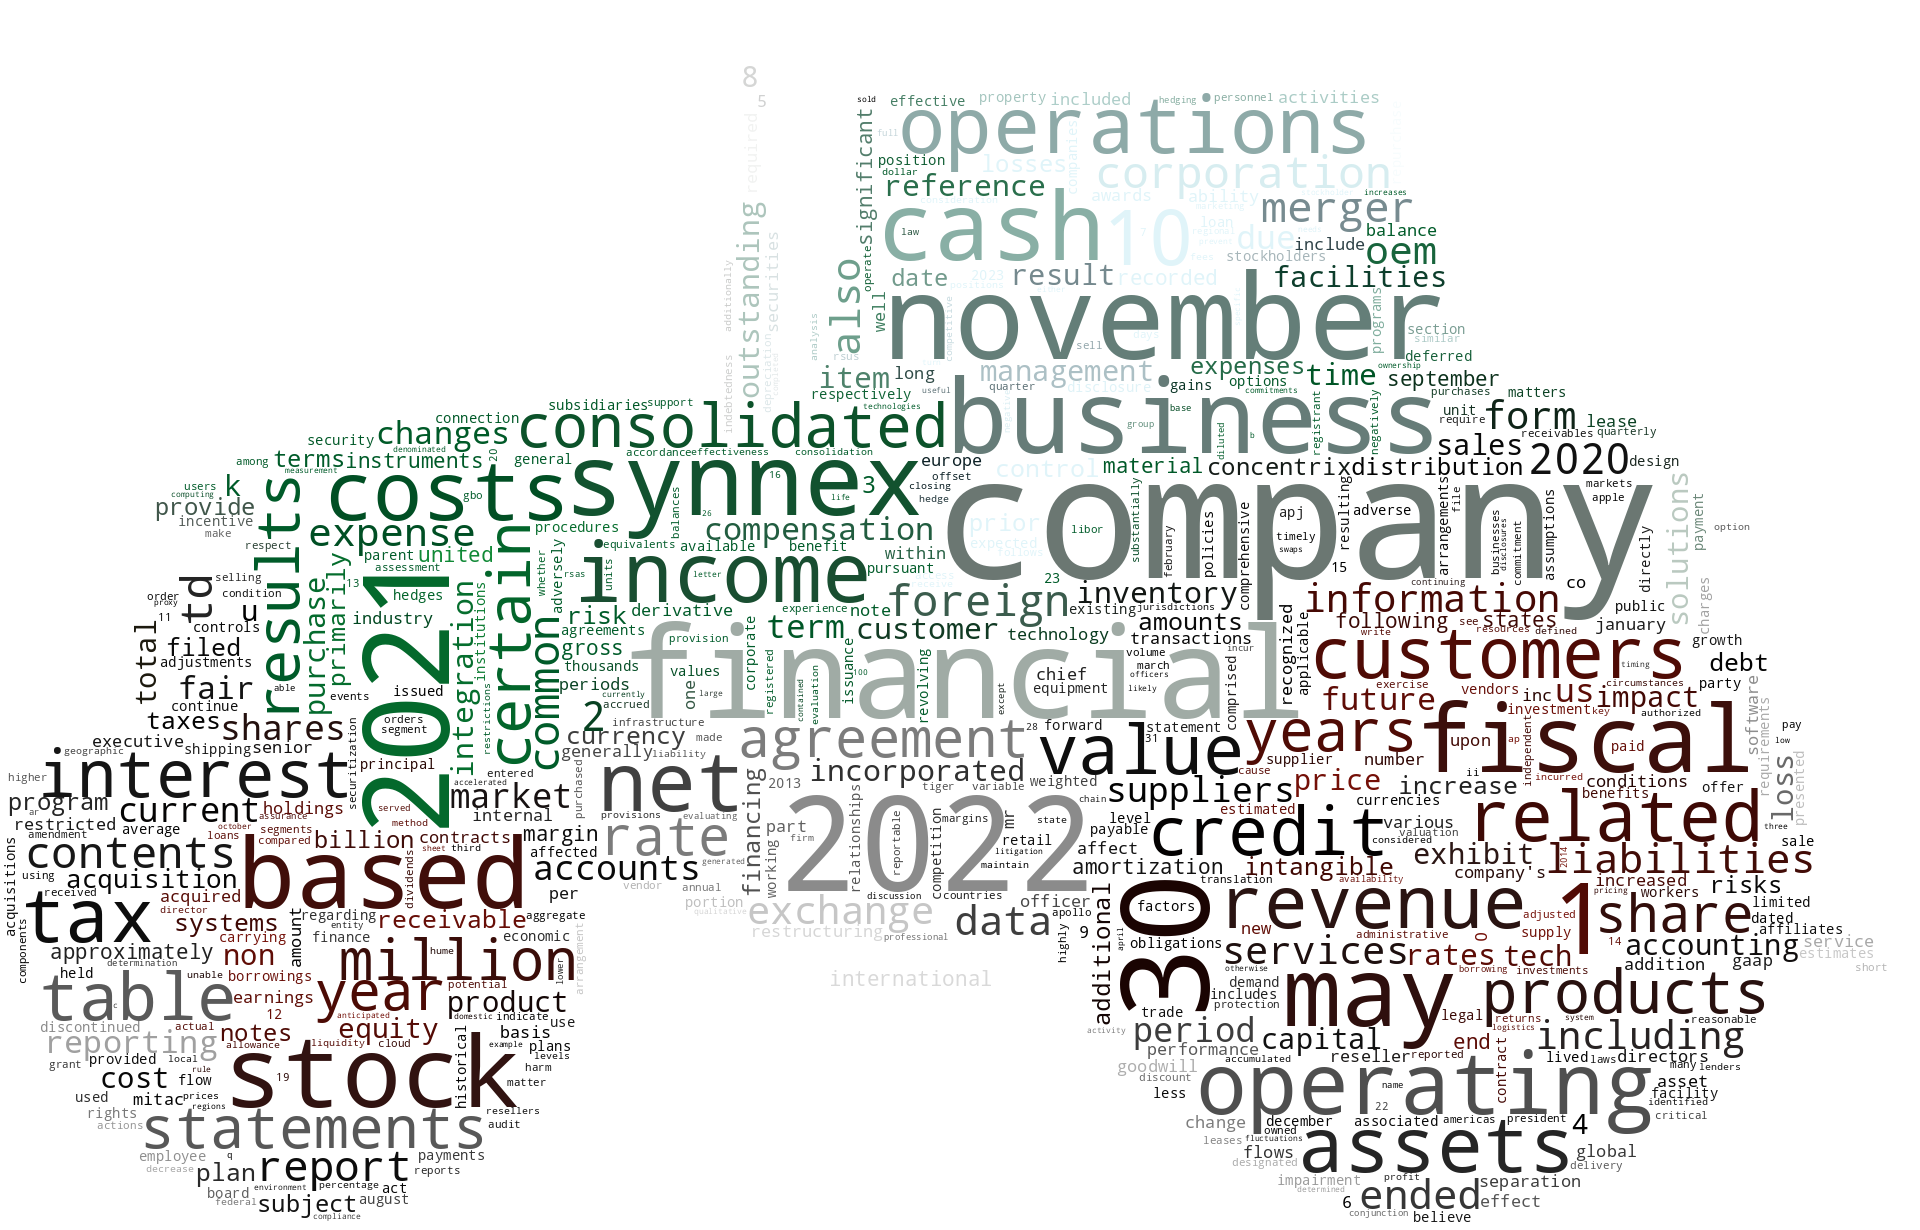 8
5
required
outstanding
securities
additionally
depreciation
indebtedness
sold
effective
property
included
hedging
personnel
activities
operations
full
significant
position
losses
companies
corporation
dollar
reference
consideration
awards
ability
marketing
increases
merger
cash
law
10
7
loan
regional
prevent
due
include
balance
oem
stockholders
fees
operates
also
date
2023
positions
result
recorded
facilities
well
november
programs
section
similar
analysis
competitive
sell
rsus
deferred
item
long
management
expenses
time
ownership
september
respectively
useful
quarter
disclosure
gains
options
commitments
purchases
matters
subsidiaries
support
technologies
business
base
group
diluted
b
registrant
negatively
unit
require
form
lease
connection
consolidated
receivables
quarterly
security
changes
denominated
sales
among
terms
instruments
20
general
accordance
effectiveness
consolidation
europe
control
material
concentrix
distribution
2020
design
measurement
users
computing
k
results
costs
gbo
synnex
16
life
3
offset
closing
hedge
company
markets
apple
file
solutions
provide
incentive
make
expense
certain
procedures
balances
26
compensation
prior
libor
substantially
apj
timely
swaps
resulting
adverse
arrangements
businesses
disclosures
commitment
assumptions
directly
payment
option
respect
parent
united
whether
equivalents
available
benefit
within
expected
follows
february
policies
comprehensive
15
td
selling
condition
13
assessment
hedges
2021
integration
institutions
adversely
rsas
units
income
letter
pursuant
23
continuing
co
order
proxy
11
u
controls
industry
risk
derivative
experience
note
foreign
existing
inventory
jurisdictions
information
public
charges
total
filed
adjustments
purchase
primarily
common
agreements
gross
provision
corporate
term
customer
technology
amounts
transactions
following
write
see
states
resources
defined
january
growth
fair
able
continue
events
issued
restrictions
thousands
periods
currently
accrued
values
one
large
financial
registered
contained
evaluation
issuance
100
revolving
except
chief
equipment
volume
march
officers
likely
incur
recognized
applicable
customers
timing
debt
party
circumstances
taxes
shares
orders
segment
2
infrastructure
comprised
future
exercise
vendors
inc
us
impact
investment
key
authorized
software
executive
shipping
senior
geographic
securitization
principal
entered
accelerated
currency
made
generally
liability
agreement
28
forward
statement
31
value
years
supplier
number
upon
ap
fiscal
independent
paid
pay
low
requirements
higher
interest
market
purchased
net
2013
incorporated
tiger
variable
weighted
cause
price
ii
increase
incurred
conditions
benefits
offer
presented
program
ar
current
assurance
holdings
served
method
internal
provisions
evaluating
financing
relationships
chain
suppliers
estimated
currencies
loss
restricted
amendment
average
loans
october
segments
compared
billion
contracts
sheet
third
margin
affected
rate
part
firm
working
2022
reportable
competition
margins
mr
state
retail
litigation
maintain
level
payable
affect
credit
various
valuation
considered
related
three
sale
contents
using
acquisitions
received
acquisition
based
dividends
accounts
per
vendor
generated
annual
portion
qualitative
countries
amortization
translation
intangible
availability
exhibit
company's
2014
liabilities
pricing
increased
workers
risks
limited
dated
tax
acquired
director
systems
carrying
amount
regarding
entity
finance
receivable
aggregate
economic
exchange
restructuring
discussion
professional
data
officer
apollo
9
highly
additional
30
april
factors
obligations
revenue
new
administrative
adjusted
supply
0
1
share
affiliates
approximately
determination
held
components
unable
non
borrowings
million
hume
lower
arrangement
international
services
rates
tech
otherwise
borrowing
investments
14
accounting
addition
gaap
service
estimates
short
table
c
earnings
12
year
anticipated
potential
product
domestic
indicate
use
demand
includes
protection
trade
may
products
system
discontinued
actual
reporting
notes
allowance
equity
liquidity
cloud
basis
example
plans
levels
activity
period
performance
capital
legal
end
returns
logistics
including
reasonable
grant
provided
local
rule
cost
flow
19
stock
historical
harm
matter
goodwill
accumulated
discount
less
reseller
reported
contract
lived
laws
directors
many
lenders
asset
facility
identified
critical
used
mitac
prices
regions
rights
actions
resellers
audit
name
22
operating
change
december
associated
americas
president
4
statements
leases
owned
fluctuations
flows
designated
assets
global
delivery
employee
decrease
q
plan
report
payments
reports
environment
percentage
act
impairment
determined
profit
separation
board
federal
subject
compliance
august
6
ended
conjunction
effect
believe